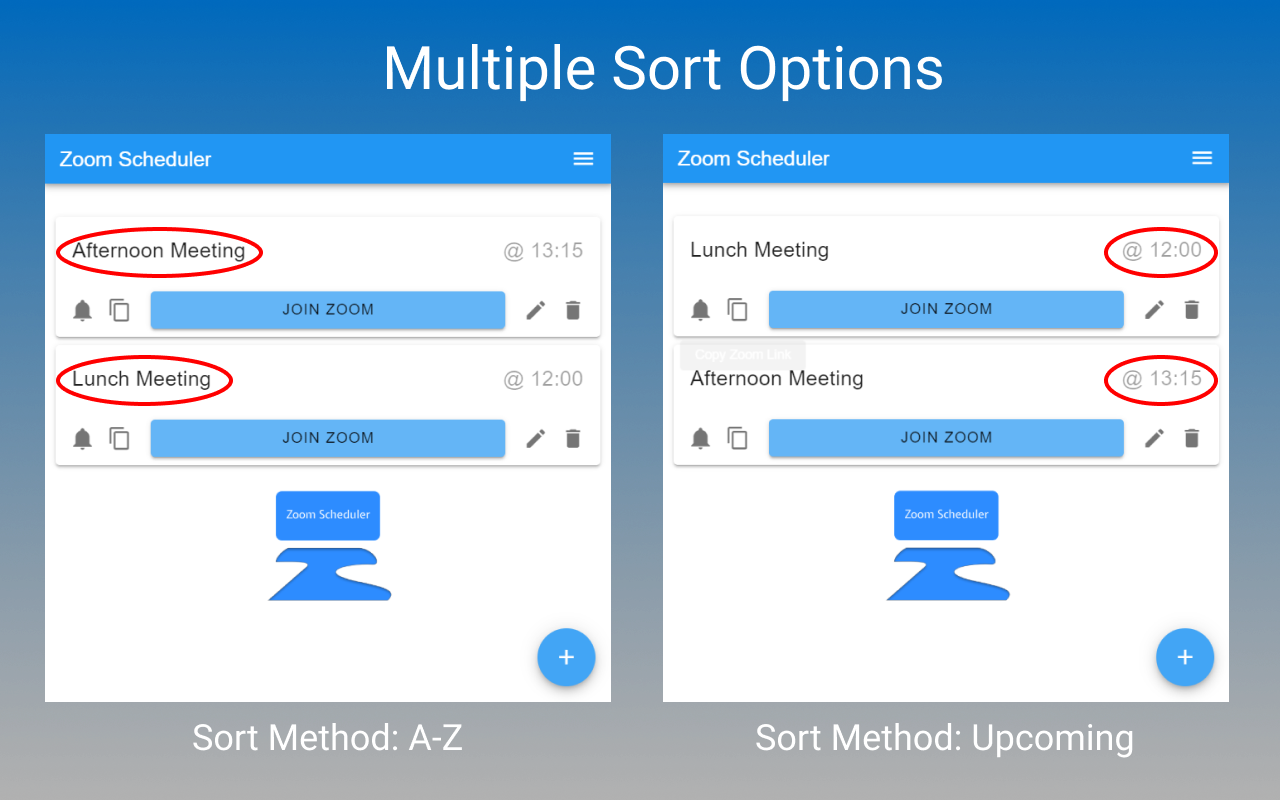 Multiple Sort Options
Zoom Scheduler
Afternoon Meeting @ 13:15
JOIN ZOOM
Lunch Meeting @ 12:00
JOIN ZOOM
Zoom Scheduler
Sort Method: A-Z
Zoom Scheduler
Lunch Meeting @ 12:00
JOIN ZOOM
Copy Zoom Link
Afternoon Meeting @ 13:15
JOIN ZOOM
Zoom Scheduler
Sort Method: Upcoming